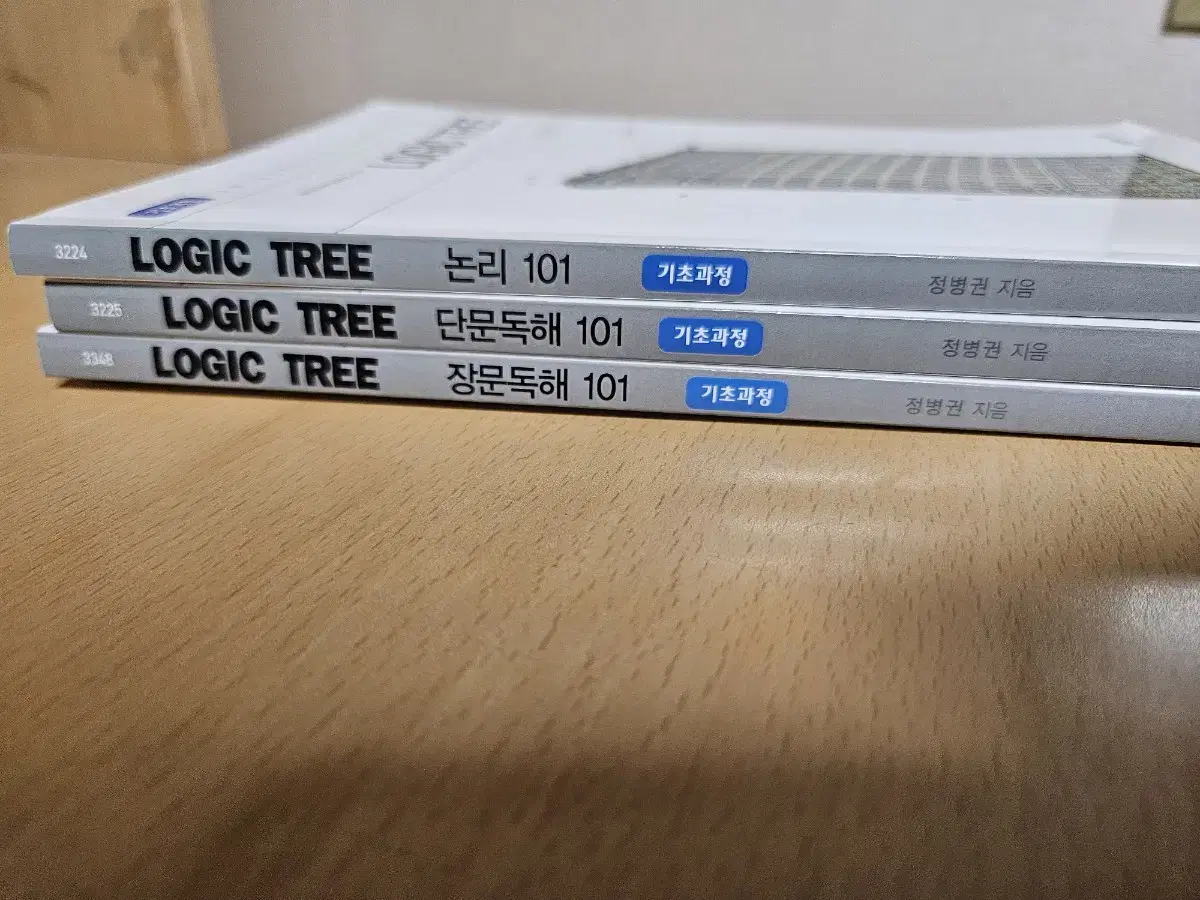 3224 LOGIC TREE 논리 101 기초과정 정병권 지음
3225 LOGIC TREE 단문독해 101 기초과정 정병권 지음
3348 LOGIC TREE 장문독해 101 기초과정 정병권 지음